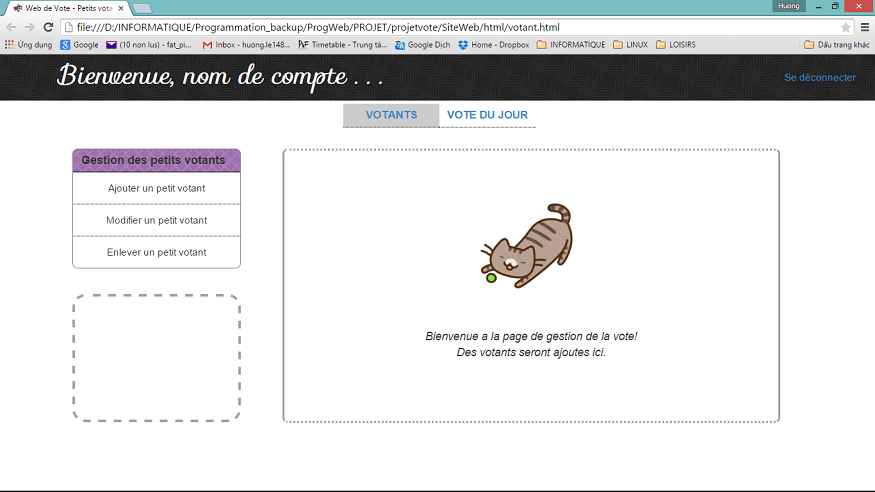 Web de Vote - Petits vota
Huong
file:///D:/INFORMATIQUE/Programmation_backup/ProgWeb/PROJET/projetvote/SiteWeb/html/votant.html
Ứng dụng Google (10 non lus) - fat_pi... Inbox - huong.le148... Timetable - Trung tâ... Google Dịch Home - Dropbox INFORMATIQUE LINUX LOISIRS Dấu trang khác
Bienvenue, nom de compte . . .
Se déconnecter
VOTANTS VOTE DU JOUR
Gestion des petits votants
Ajouter un petit votant
Modifier un petit votant
Enlever un petit votant
Bienvenue a la page de gestion de la vote!
Des votants seront ajoutes ici.